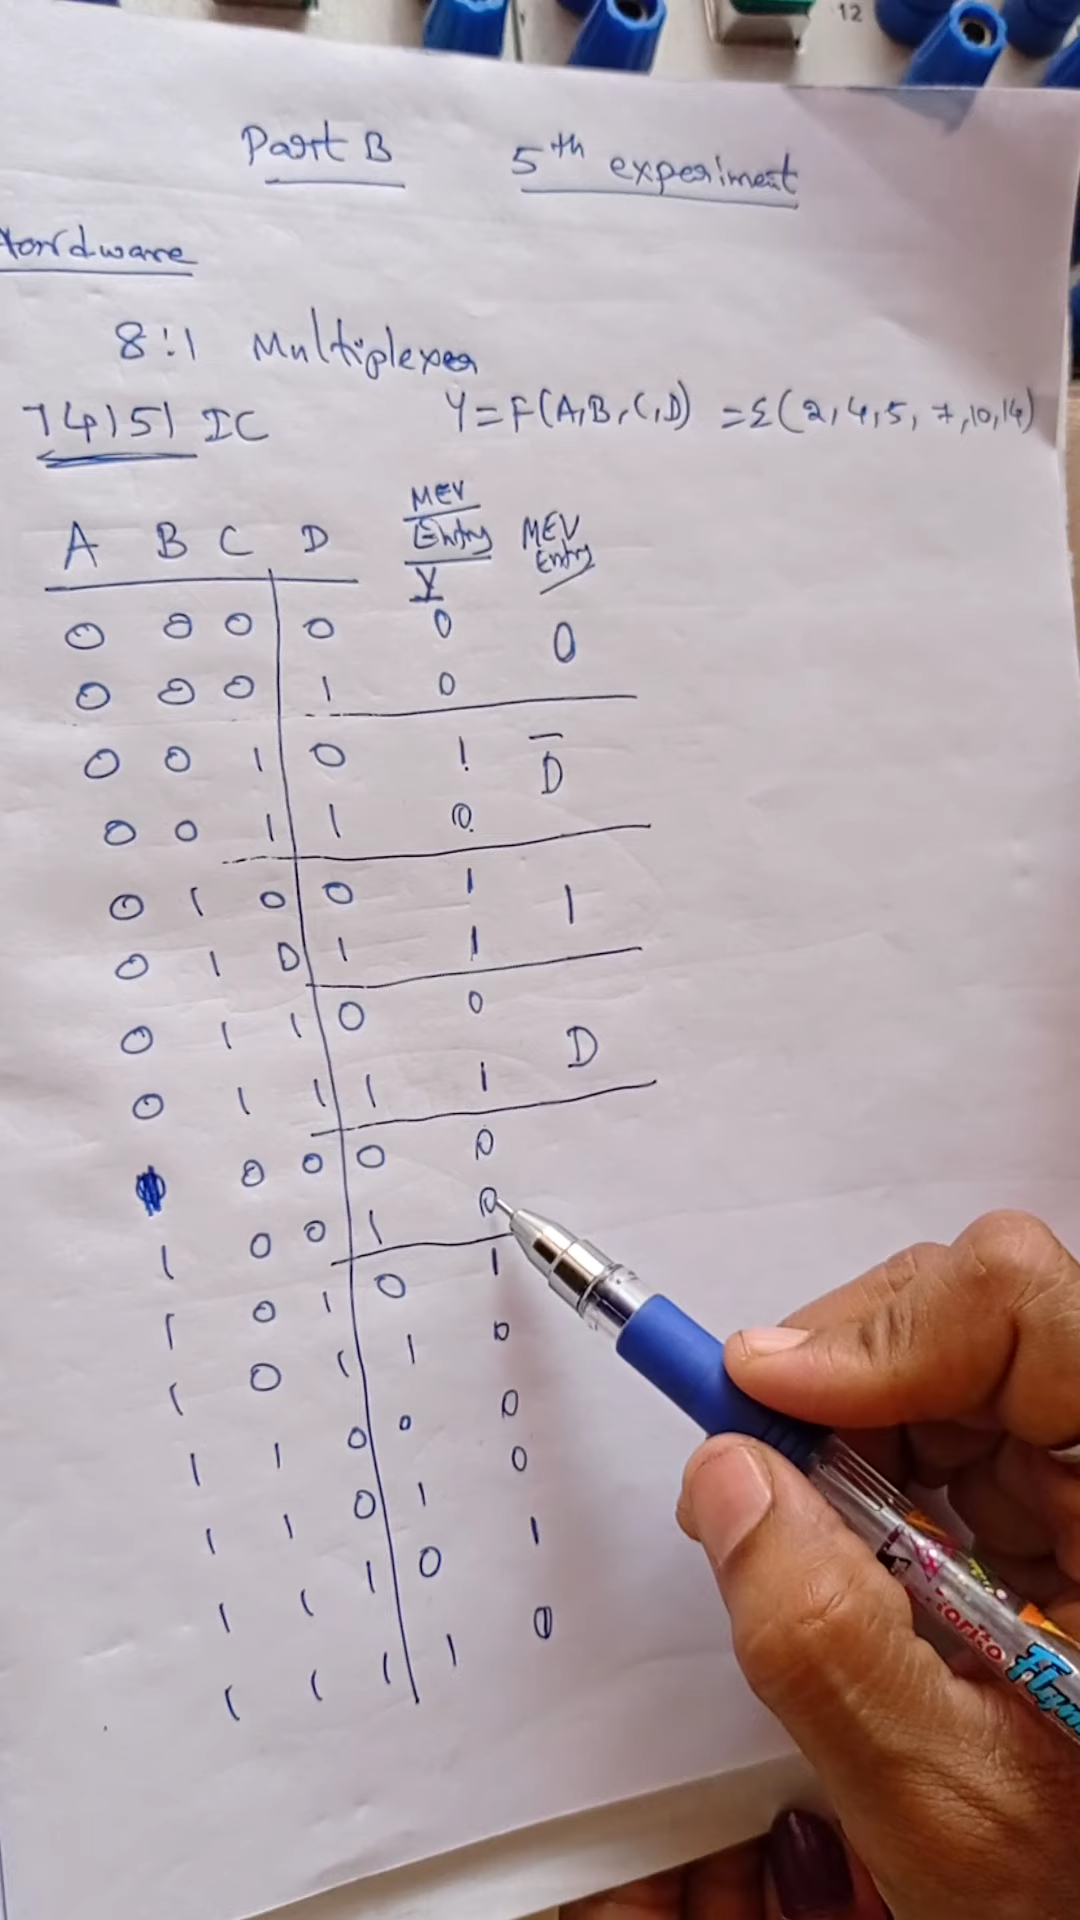 12
Part B 5th experiment
Hardware
8:1 Multiplexer
74151 IC Y=F(A,B,C,D) =Σ(2,4,5,7,10,14)
MEV
Entry MEV
A B C D Y Entry
0 0 0 0 0 0
0 0 0 1 0
0 0 1 0 1 D̅
0 0 1 1 0
0 1 0 0 1 1
0 1 0 1 1
0 1 1 0 0 D
0 1 1 1 1
0 0 0 0
1 0 0 1 0
1 0 1 0 1
1 0 1 1 0
1 1 0 0 0
1 1 0 1 0
1 1 1 0 1
1 1 1 1 0